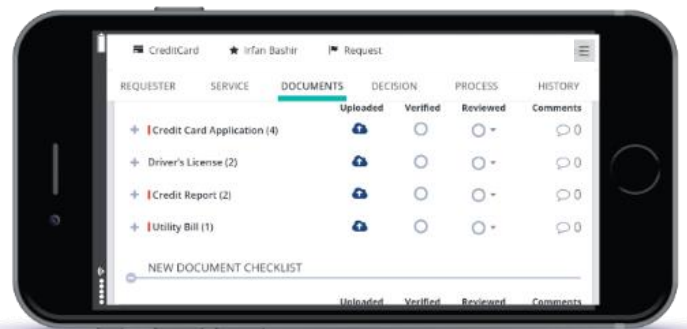 CreditCard Irfan Bashir Request
REQUESTER SERVICE DOCUMENTS DECISION PROCESS HISTORY
Uploaded Verified Reviewed Comments
Credit Card Application (4) 0
Driver's License (2) 0
Credit Report (2) 0
Utility Bill (1) 0
NEW DOCUMENT CHECKLIST
Uploaded Verified Reviewed Comments